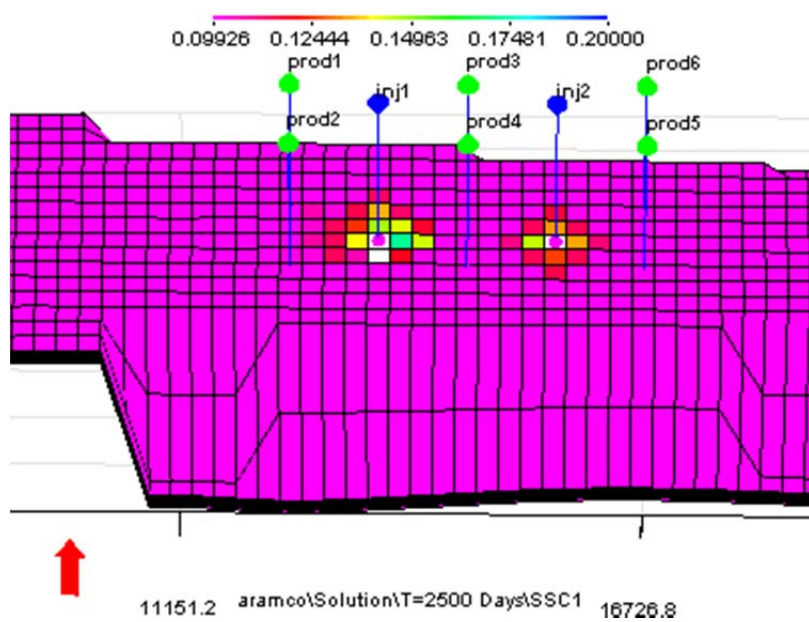 0.09926 0.12444 0.14963 0.17481 0.20000
prod1 prod3 prod6
inj1 inj2
prod2 prod4 prod5
11151.2 aramco\Solution\T=2500 Days\SSC1 16726.8